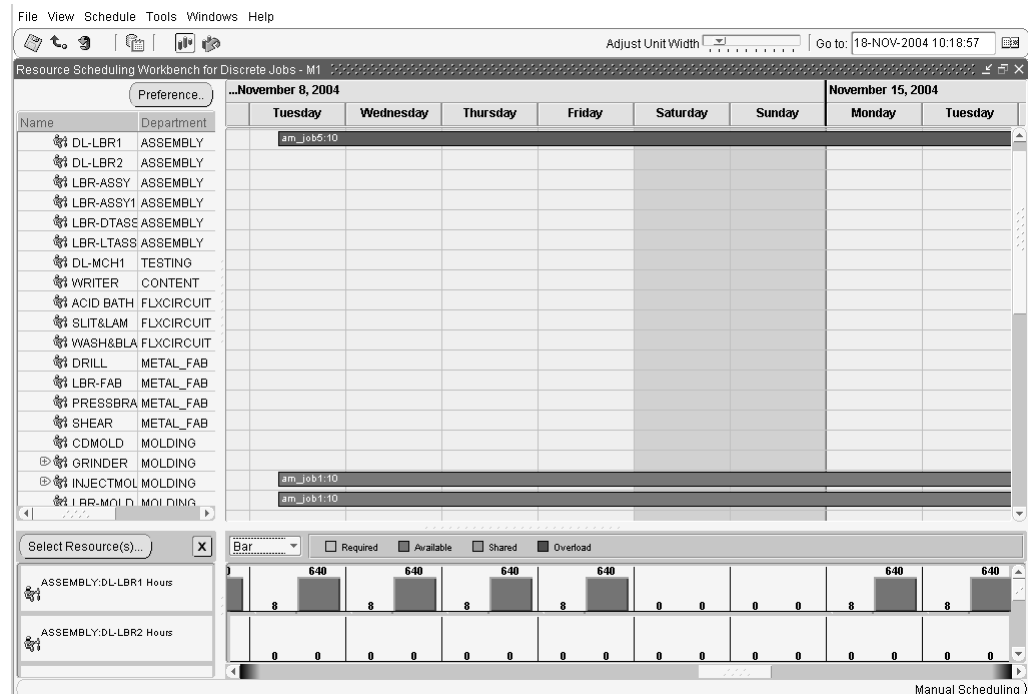 File View Schedule Tools Windows Help
Adjust Unit Width Go to: 18-NOV-2004 10:18:57
Resource Scheduling Workbench for Discrete Jobs - M1
Preference..
...November 8, 2004 November 15, 2004
Tuesday Wednesday Thursday Friday Saturday Sunday Monday Tuesday
Name Department
DL-LBR1 ASSEMBLY am_job5:10
DL-LBR2 ASSEMBLY
LBR-ASSY ASSEMBLY
LBR-ASSY1 ASSEMBLY
LBR-DTASS ASSEMBLY
LBR-LTASS ASSEMBLY
DL-MCH1 TESTING
WRITER CONTENT
ACID BATH FLXCIRCUIT
SLIT&LAM FLXCIRCUIT
WASH&BLA FLXCIRCUIT
DRILL METAL_FAB
LBR-FAB METAL_FAB
PRESSBRA METAL_FAB
SHEAR METAL_FAB
CDMOLD MOLDING
GRINDER MOLDING
INJECTMOL MOLDING am_job1:10
LBR-MOLD MOLDING am_job1:10
Select Resource(s)... X Bar Required Available Shared Overload
ASSEMBLY:DL-LBR1 Hours
640 640 640 640 640 640
8 8 8 8 0 0 0 0 8 8
ASSEMBLY:DL-LBR2 Hours
0 0 0 0 0 0 0 0 0 0 0 0 0 0 0 0
Manual Scheduling